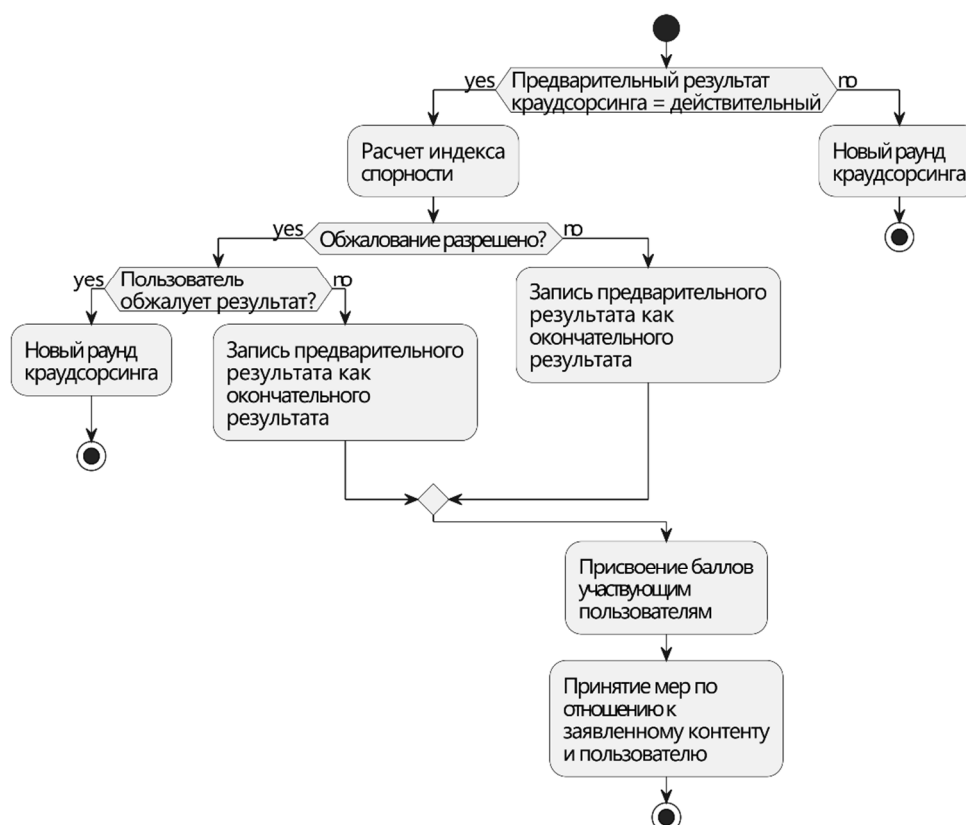 yes
Предварительный результат
краудсорсинга = действительный
no
Расчет индекса
спорности
Новый раунд
краудсорсинга
yes
Обжалование разрешено?
no
yes
Пользователь
обжалует результат?
no
Запись предварительного
результата как
окончательного
результата
Новый раунд
краудсорсинга
Запись предварительного
результата как
окончательного
результата
Присвоение баллов
участвующим
пользователям
Принятие мер по
отношению к
заявленному контенту
и пользователю